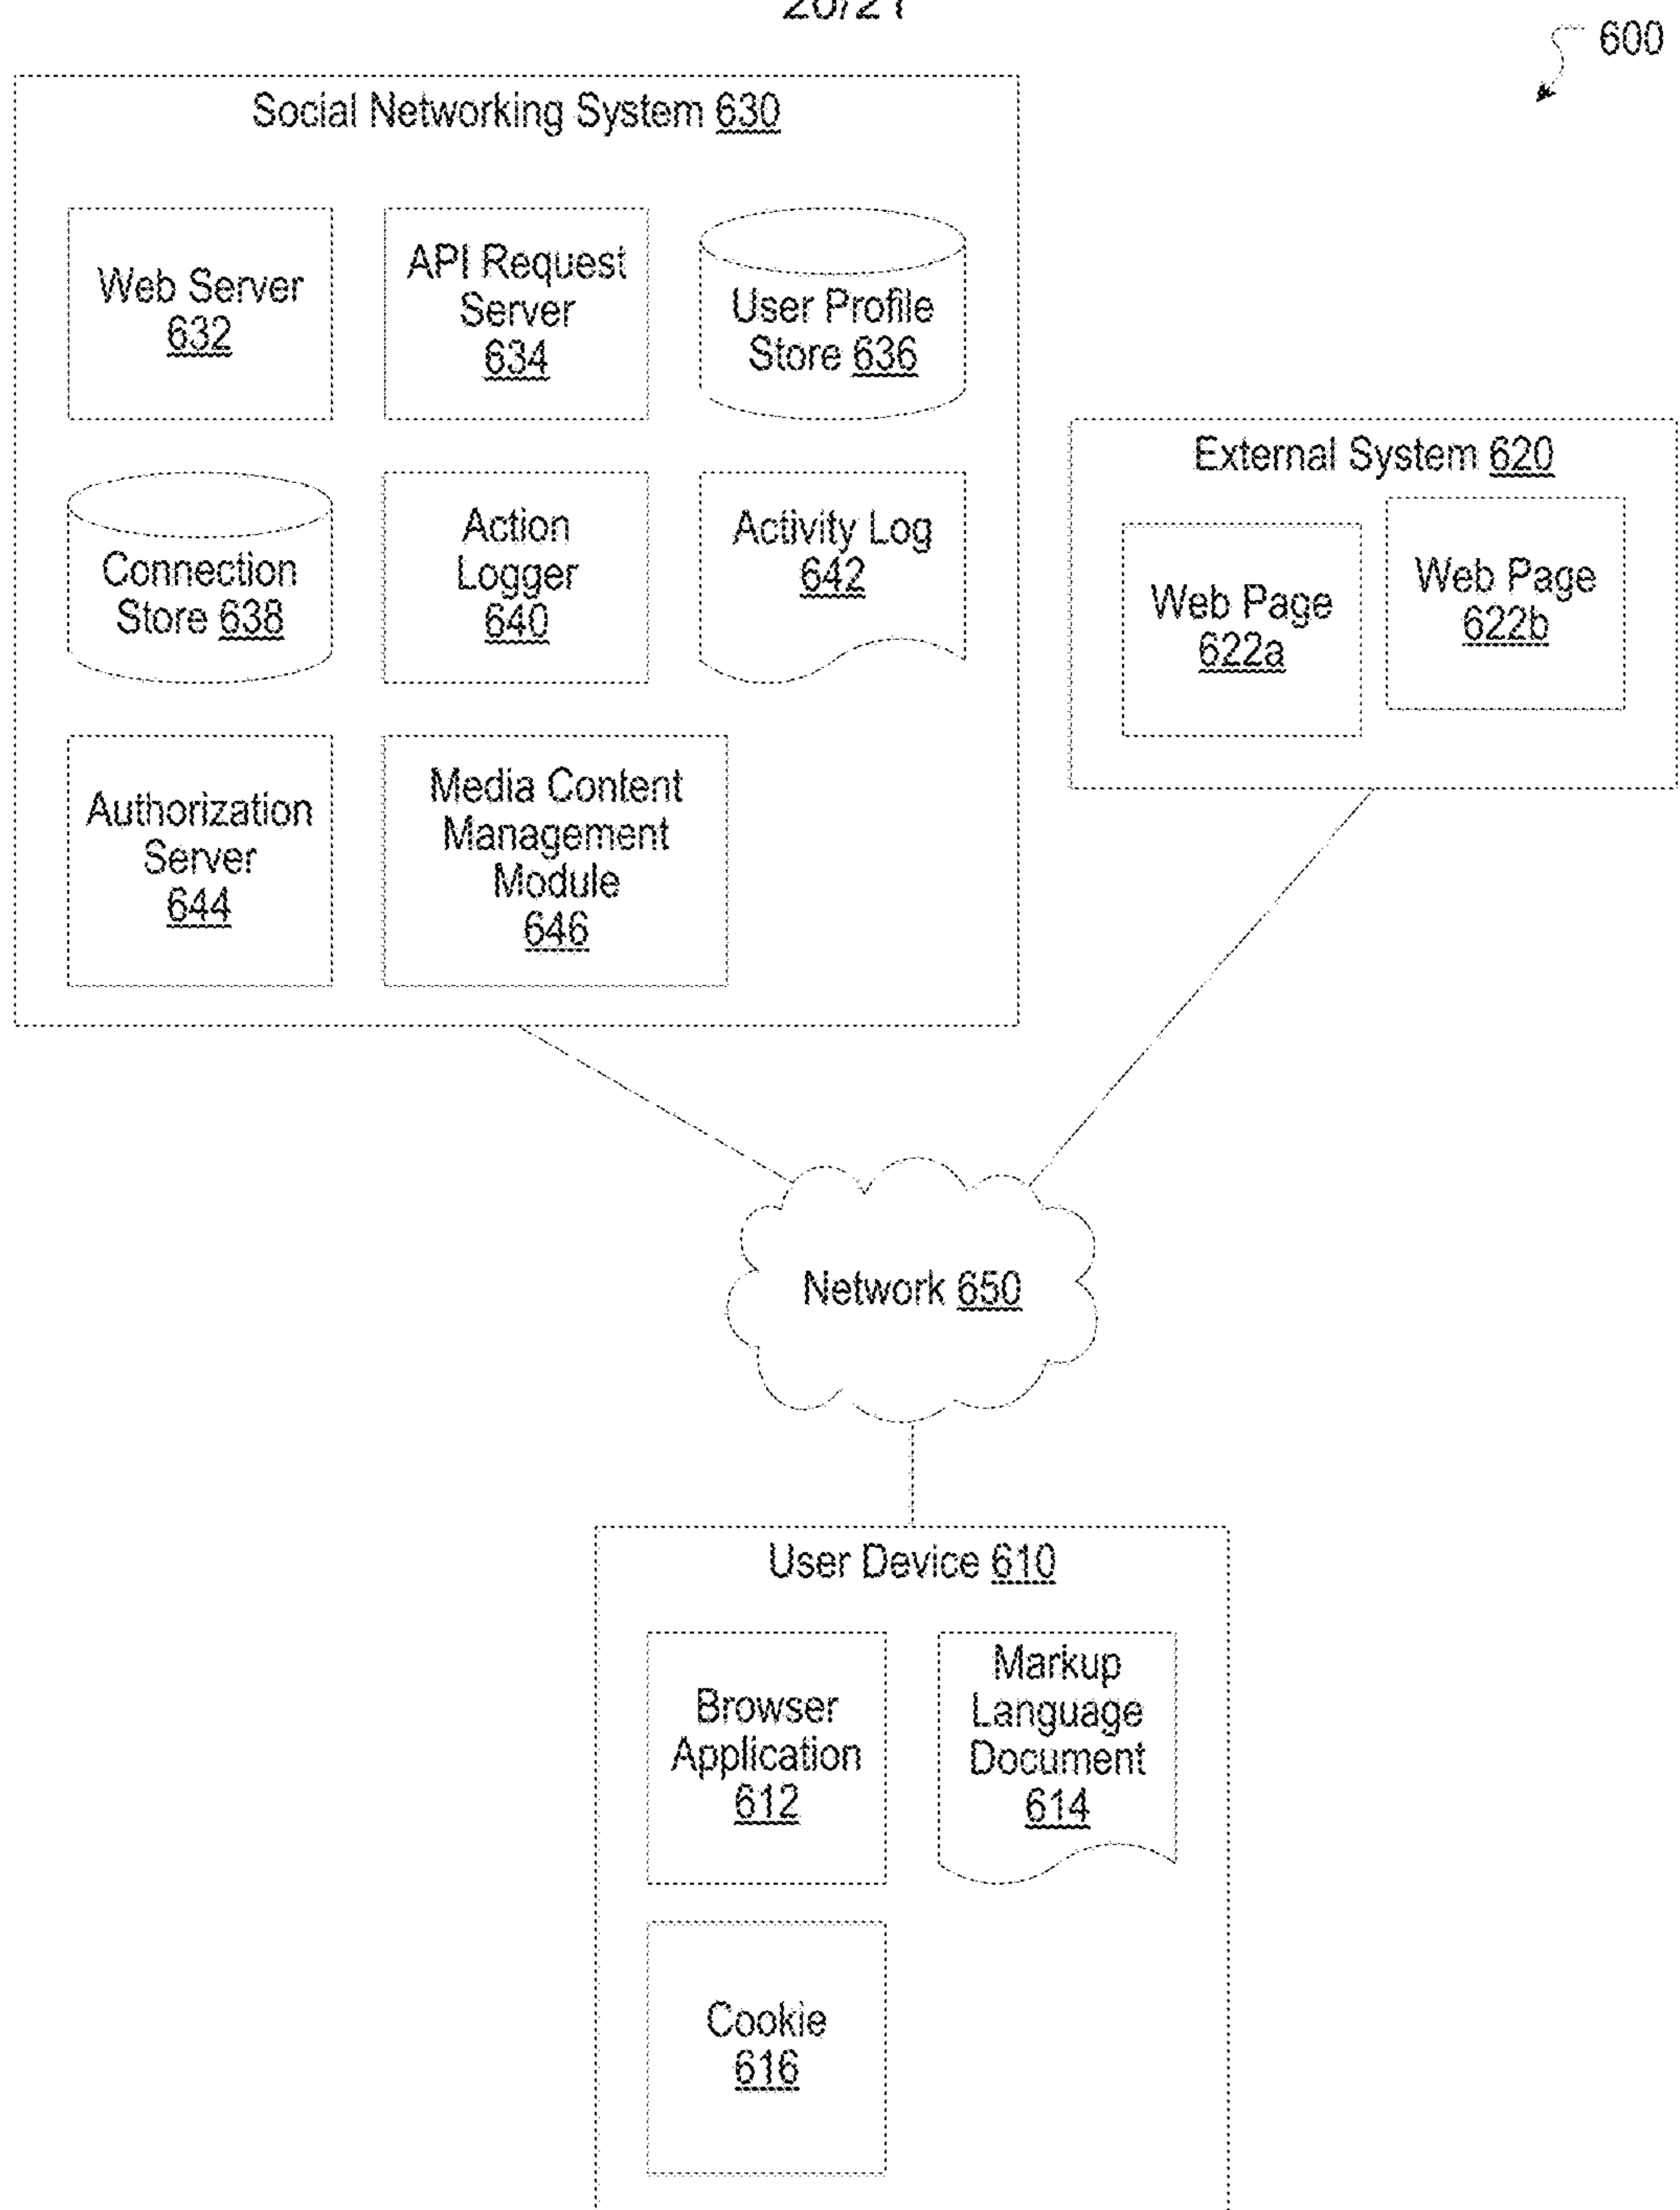 20/21
600
Social Networking System 630
Web Server
632
API Request
Server
634
User Profile
Store 636
Connection
Store 638
Action
Logger
640
Activity Log
642
Authorization
Server
644
Media Content
Management
Module
646
External System 620
Web Page
622a
Web Page
622b
Network 650
User Device 610
Browser
Application
612
Markup
Language
Document
614
Cookie
616